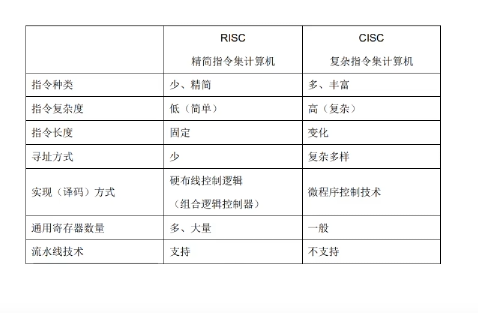 RISC CISC
精简指令集计算机 复杂指令集计算机
指令种类 少、精简 多、丰富
指令复杂度 低（简单） 高（复杂）
指令长度 固定 变化
寻址方式 少 复杂多样
实现（译码）方式 硬布线控制逻辑 微程序控制技术
（组合逻辑控制器）
通用寄存器数量 多、大量 一般
流水线技术 支持 不支持